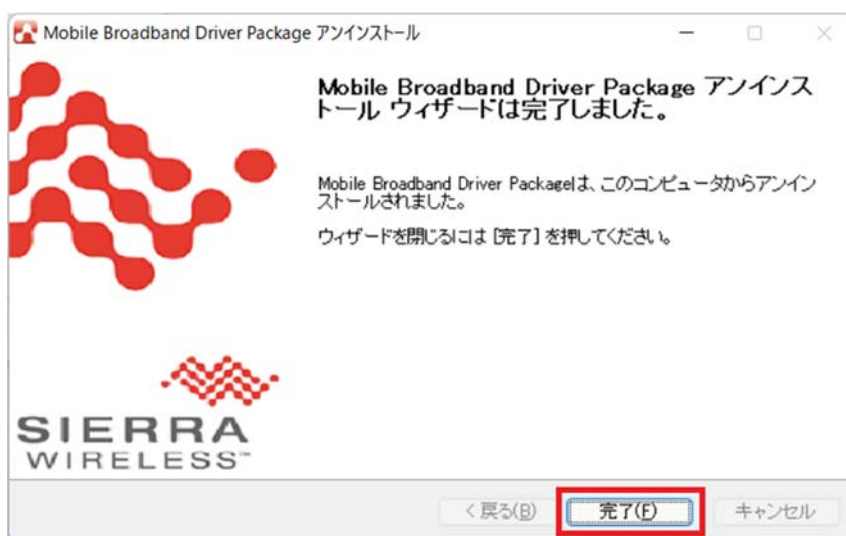 Mobile Broadband Driver Package アンインストール
Mobile Broadband Driver Package アンインス
トール ウィザードは完了しました。
Mobile Broadband Driver Packagelは、このコンピュータからアンイン
ストールされました。
ウィザードを閉じるには [完了] を押してください。
SIERRA
WIRELESS™
< 戻る(B)
完了(F)
キャンセル